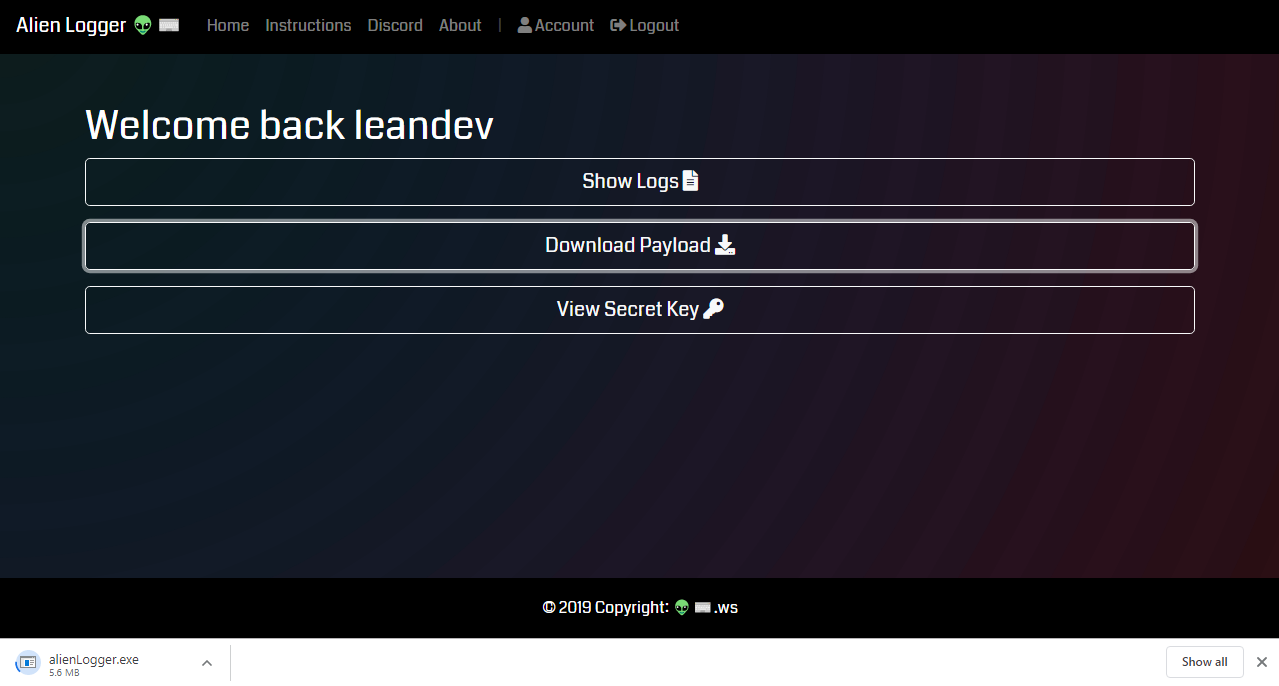 Alien Logger 👽 ⌨️ Home Instructions Discord About | Account Logout
Welcome back leandev
Show Logs
Download Payload
View Secret Key
© 2019 Copyright: 👽 ⌨️.ws
alienLogger.exe
5.6 MB
Show all